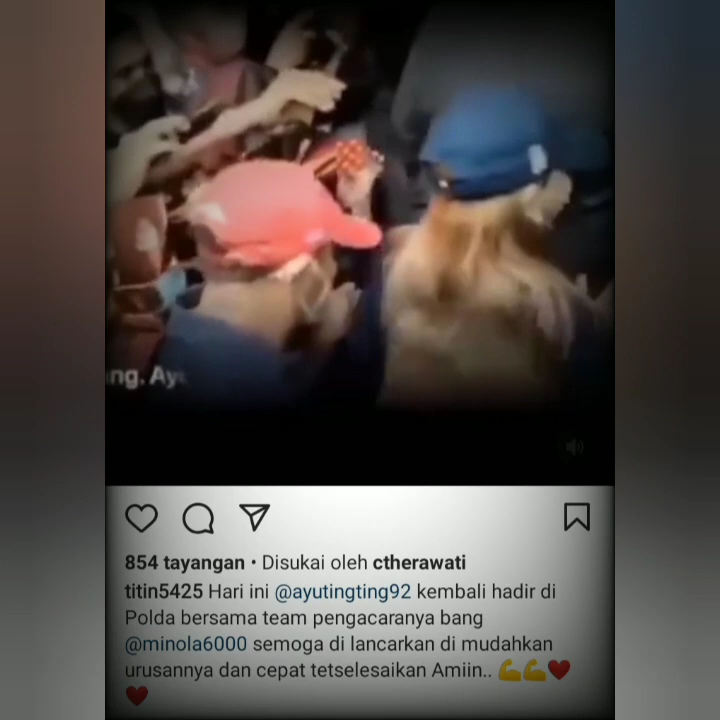 ng. Ay
854 tayangan • Disukai oleh ctherawati
titin5425 Hari ini @ayutingting92 kembali hadir di
Polda bersama team pengacaranya bang
@minola6000 semoga di lancarkan di mudahkan
urusannya dan cepat tetselesaikan Amiin.. 💪💪❤️
❤️